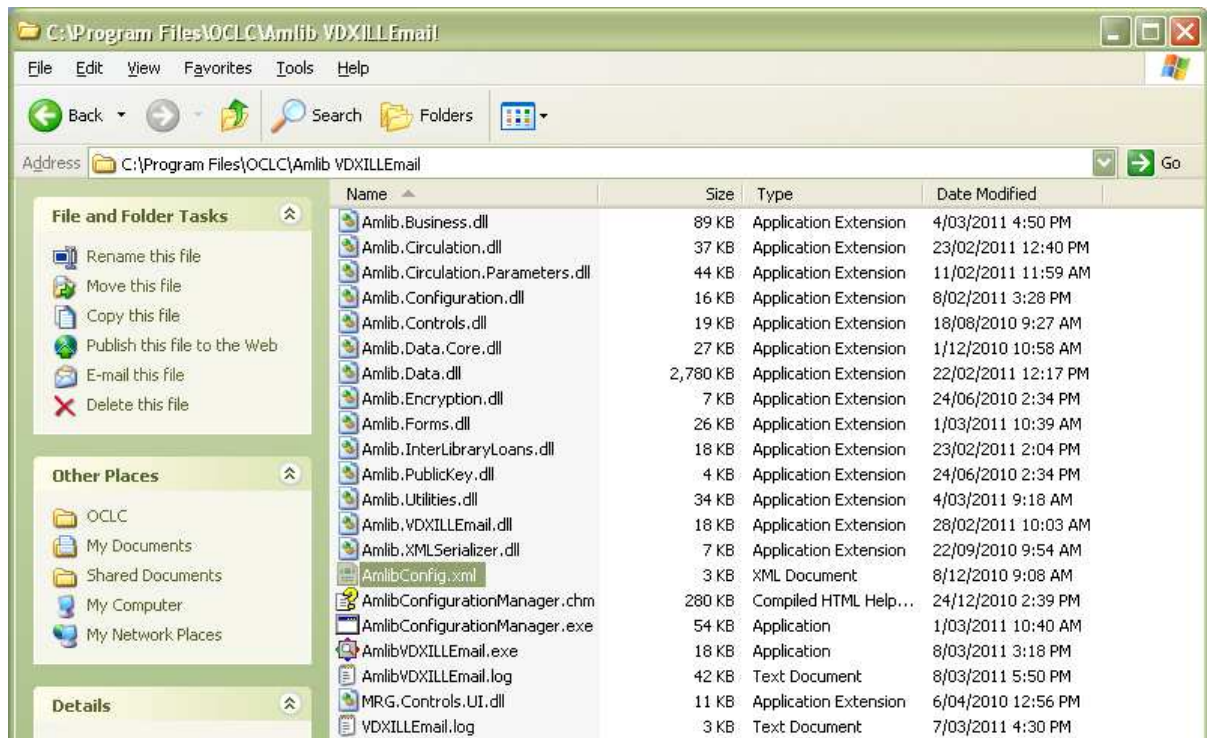 C:\Program Files\OCLC\Amlib VDXILLEmail
File Edit View Favorites Tools Help
Back Search Folders
Address C:\Program Files\OCLC\Amlib VDXILLEmail Go
File and Folder Tasks
Rename this file
Move this file
Copy this file
Publish this file to the Web
E-mail this file
Delete this file
Other Places
OCLC
My Documents
Shared Documents
My Computer
My Network Places
Details
Name Size Type Date Modified
Amlib.Business.dll 89 KB Application Extension 4/03/2011 4:50 PM
Amlib.Circulation.dll 37 KB Application Extension 23/02/2011 12:40 PM
Amlib.Circulation.Parameters.dll 44 KB Application Extension 11/02/2011 11:59 AM
Amlib.Configuration.dll 16 KB Application Extension 8/02/2011 3:28 PM
Amlib.Controls.dll 19 KB Application Extension 18/08/2010 9:27 AM
Amlib.Data.Core.dll 27 KB Application Extension 1/12/2010 10:58 AM
Amlib.Data.dll 2,780 KB Application Extension 22/02/2011 12:17 PM
Amlib.Encryption.dll 7 KB Application Extension 24/06/2010 2:34 PM
Amlib.Forms.dll 26 KB Application Extension 1/03/2011 10:39 AM
Amlib.InterLibraryLoans.dll 18 KB Application Extension 23/02/2011 2:04 PM
Amlib.PublicKey.dll 4 KB Application Extension 24/06/2010 2:34 PM
Amlib.Utilities.dll 34 KB Application Extension 4/03/2011 9:18 AM
Amlib.VDXILLEmail.dll 18 KB Application Extension 28/02/2011 10:03 AM
Amlib.XMLSerializer.dll 7 KB Application Extension 22/09/2010 9:54 AM
AmlibConfig.xml 3 KB XML Document 8/12/2010 9:08 AM
AmlibConfigurationManager.chm 280 KB Compiled HTML Help... 24/12/2010 2:39 PM
AmlibConfigurationManager.exe 54 KB Application 1/03/2011 10:40 AM
AmlibVDXILLEmail.exe 18 KB Application 8/03/2011 3:18 PM
AmlibVDXILLEmail.log 42 KB Text Document 8/03/2011 5:50 PM
MRG.Controls.UI.dll 11 KB Application Extension 6/04/2010 12:56 PM
VDXILLEmail.log 3 KB Text Document 7/03/2011 4:30 PM